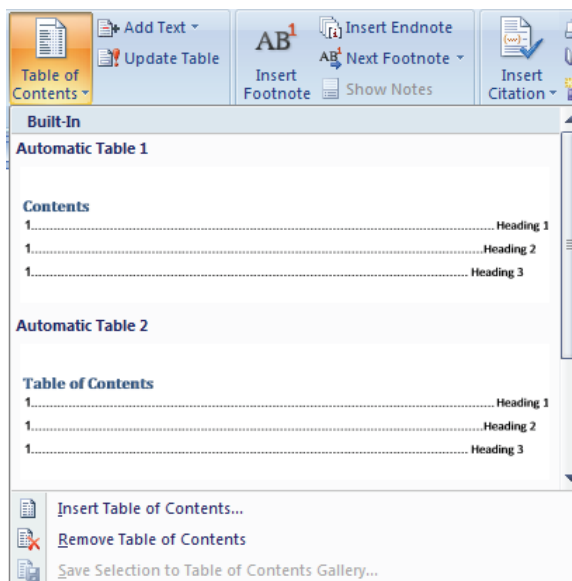 Table of
Contents
Add Text
Update Table
AB1
Insert
Footnote
Insert Endnote
AB1 Next Footnote
Show Notes
Insert
Citation
Built-In
Automatic Table 1
Contents
1........................................Heading 1
1........................................Heading 2
1........................................Heading 3
Automatic Table 2
Table of Contents
1........................................Heading 1
1........................................Heading 2
1........................................Heading 3
Insert Table of Contents...
Remove Table of Contents
Save Selection to Table of Contents Gallery...